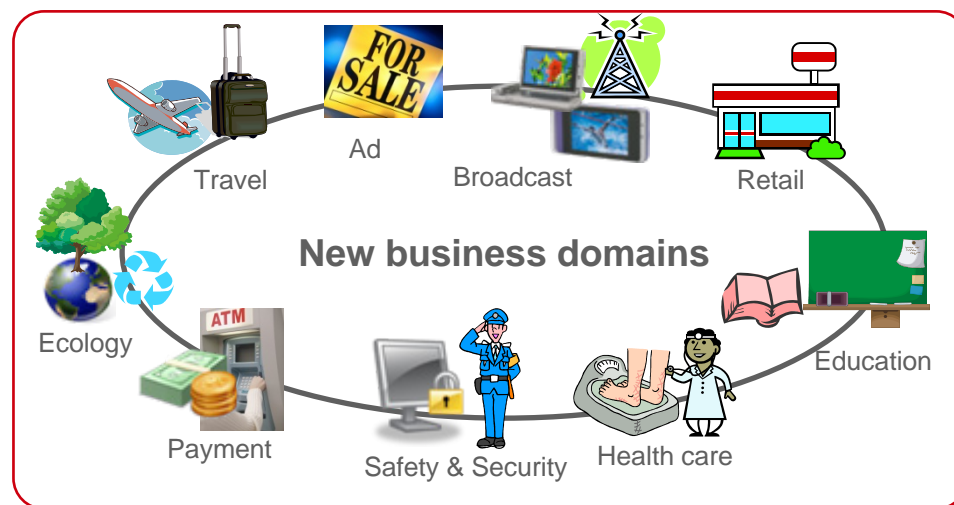 FOR
SALE
Travel
Ad
Broadcast
Retail
New business domains
Ecology
ATM
Education
Payment
Safety & Security
Health care